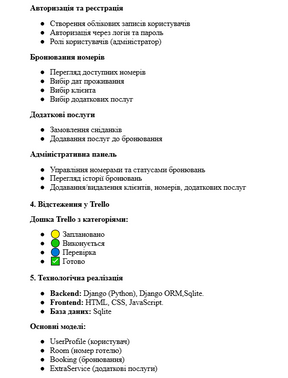 Авторизація та реєстрація
● Створення облікових записів користувачів
● Авторизація через логін та пароль
● Ролі користувачів (адміністратор)
Бронювання номерів
● Перегляд доступних номерів
● Вибір дат проживання
● Вибір клієнта
● Вибір додаткових послуг
Додаткові послуги
● Замовлення сніданків
● Додавання послуг до бронювання
Адміністративна панель
● Управління номерами та статусами бронювань
● Перегляд історії бронювань
● Додавання/видалення клієнтів, номерів, додаткових послуг
4. Відстеження у Trello
Дошка Trello з категоріями:
● 🟡 Заплановано
● 🟢 Виконується
● 🔵 Перевірка
● ✅ Готово
5. Технологічна реалізація
● Backend: Django (Python), Django ORM,Sqlite.
● Frontend: HTML, CSS, JavaScript.
● База даних: Sqlite
Основні моделі:
● UserProfile (користувач)
● Room (номер готелю)
● Booking (бронювання)
● ExtraService (додаткові послуги)